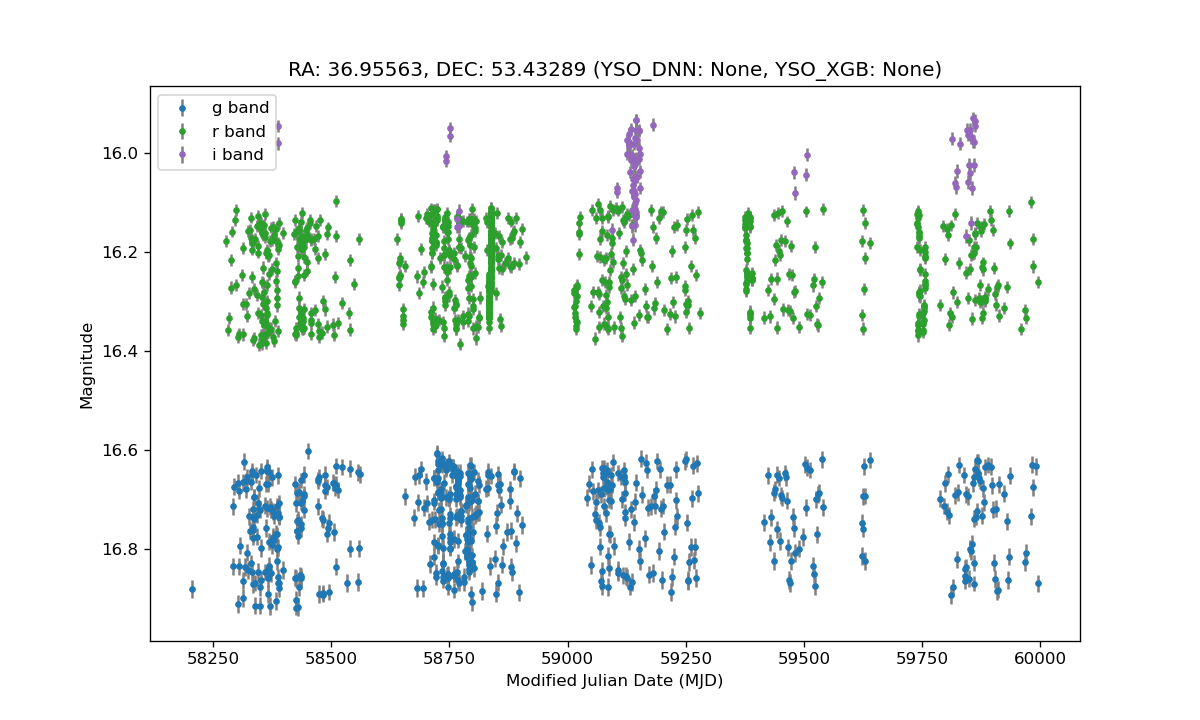 RA: 36.95563, DEC: 53.43289 (YSO_DNN: None, YSO_XGB: None)
g band
r band
i band
16.0
16.2
16.4
16.6
16.8
Magnitude
58250 58500 58750 59000 59250 59500 59750 60000
Modified Julian Date (MJD)